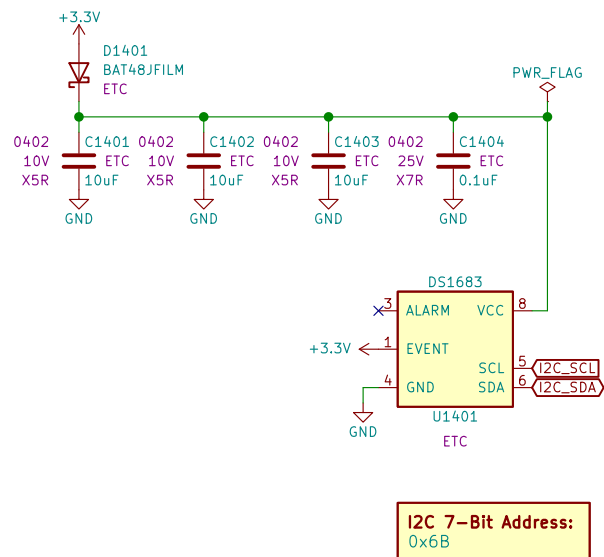 +3.3V
D1401
BAT48JFILM
ETC
PWR_FLAG
0402 C1401 0402 C1402 0402 C1403 0402 C1404
10V ETC 10V ETC 10V ETC 25V ETC
X5R 10uF X5R 10uF X5R 10uF X7R 0.1uF
GND GND GND GND
DS1683
3 ALARM VCC 8
+3.3V 1 EVENT
SCL 5 I2C_SCL
4 GND SDA 6 I2C_SDA
GND
U1401
ETC
I2C 7-Bit Address:
0x6B